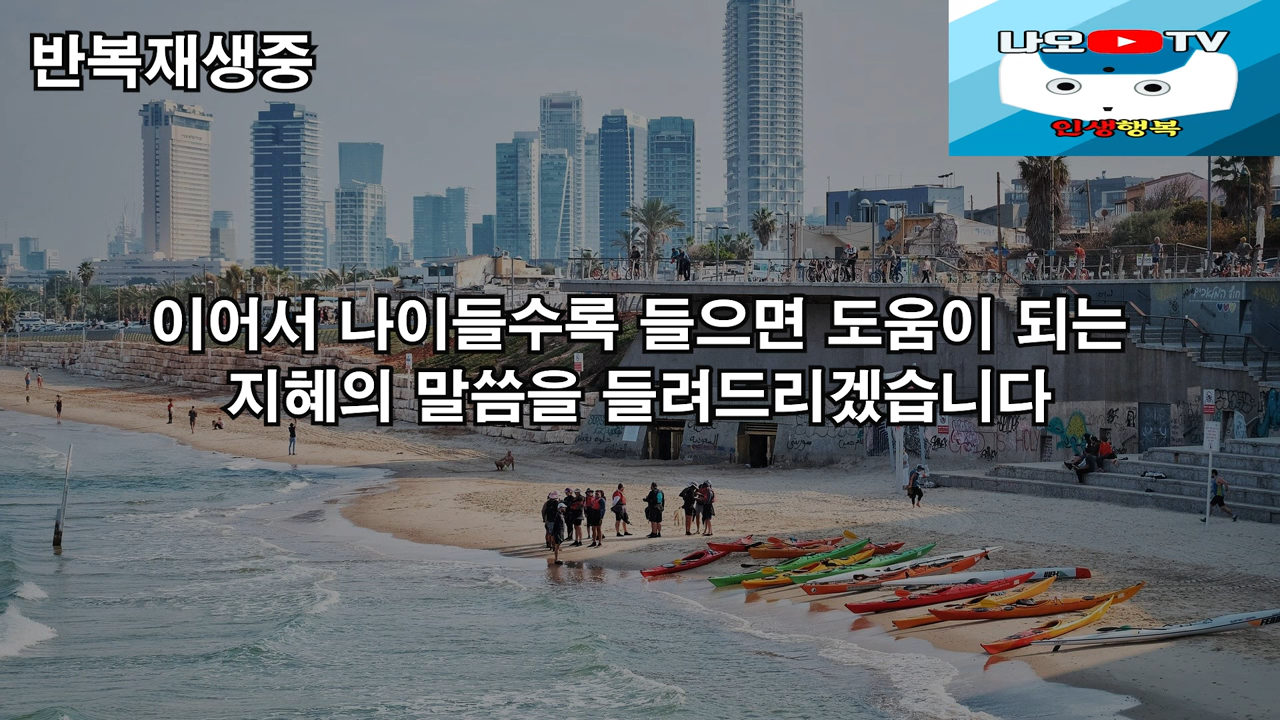 반복재생중
나오 TV
인생행복
이어서 나이들수록 들으면 도움이 되는
지혜의 말씀을 들려드리겠습니다